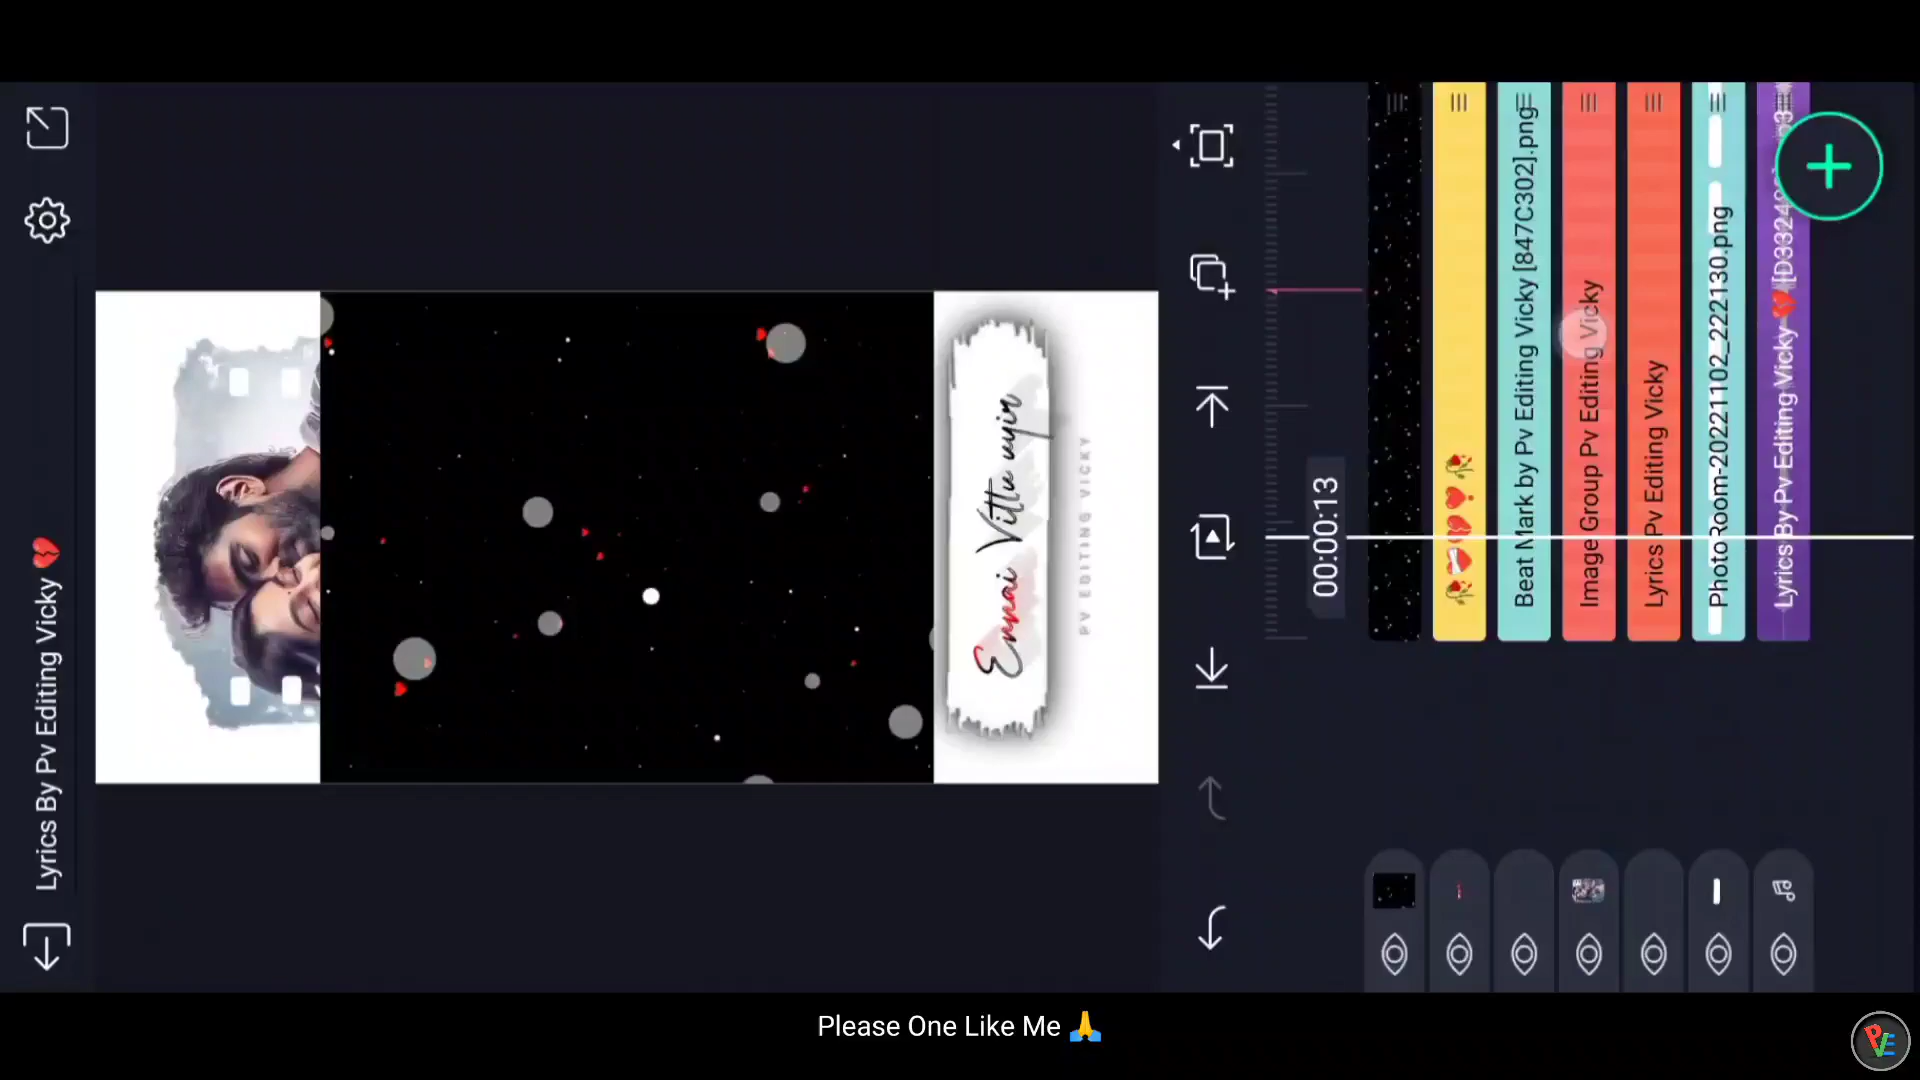 Lyrics By Pv Editing Vicky 💔
Ennai Vittu uyir
PV EDITING VICKY
00:00:13
🥀❤️‍🩹💔❣️🥀
Beat Mark by Pv Editing Vicky [847C302].png
Image Group Pv Editing Vicky
Lyrics Pv Editing Vicky
PhotoRoom-20221102_222130.png
Lyrics By Pv Editing Vicky 💔 [D3324
Please One Like Me 🙏
PVE